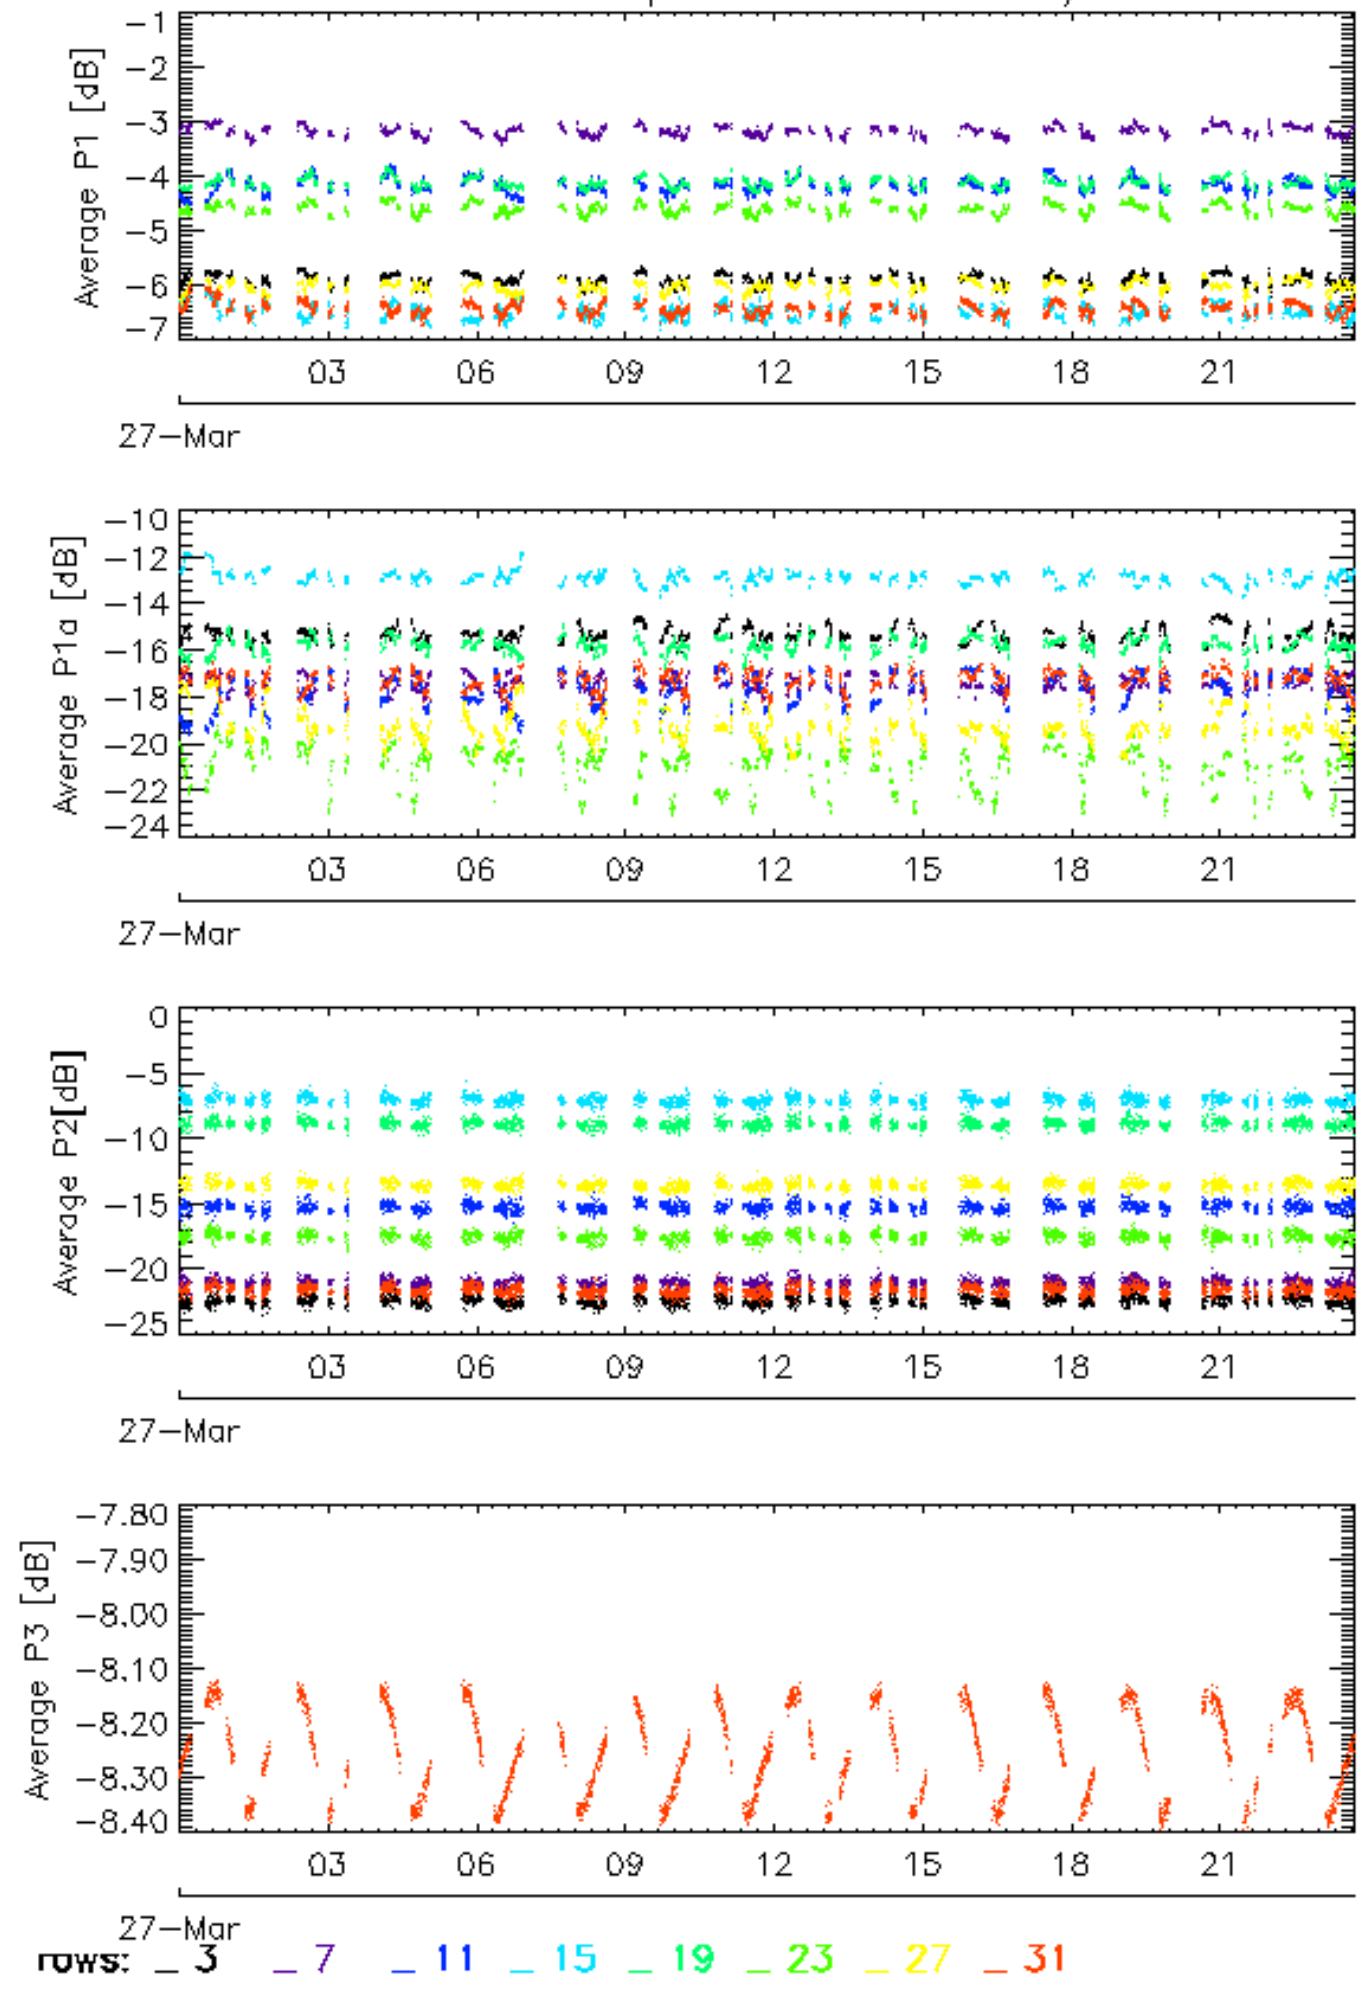 Average P1 [dB]
-1
-2
-3
-4
-5
-6
-7
03 06 09 12 15 18 21
27-Mar
Average P1a [dB]
-10
-12
-14
-16
-18
-20
-22
-24
03 06 09 12 15 18 21
27-Mar
Average P2[dB]
0
-5
-10
-15
-20
-25
03 06 09 12 15 18 21
27-Mar
Average P3 [dB]
-7.80
-7.90
-8.00
-8.10
-8.20
-8.30
-8.40
03 06 09 12 15 18 21
27-Mar
rows: _ 3 _ 7 _ 11 _ 15 _ 19 _ 23 _ 27 _ 31